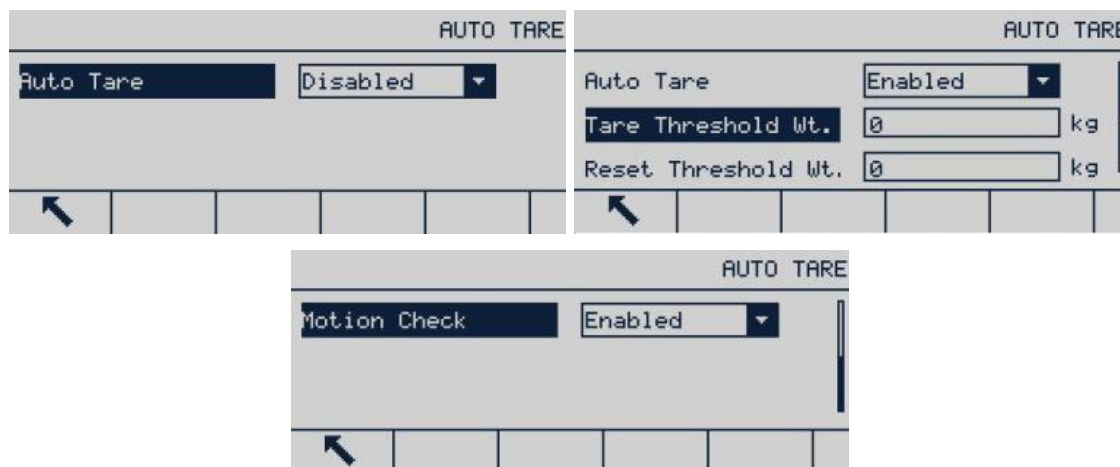 AUTO TARE
Auto Tare Disabled
AUTO TARE
Auto Tare Enabled
Tare Threshold Wt. 0 kg
Reset Threshold Wt. 0 kg
AUTO TARE
Motion Check Enabled